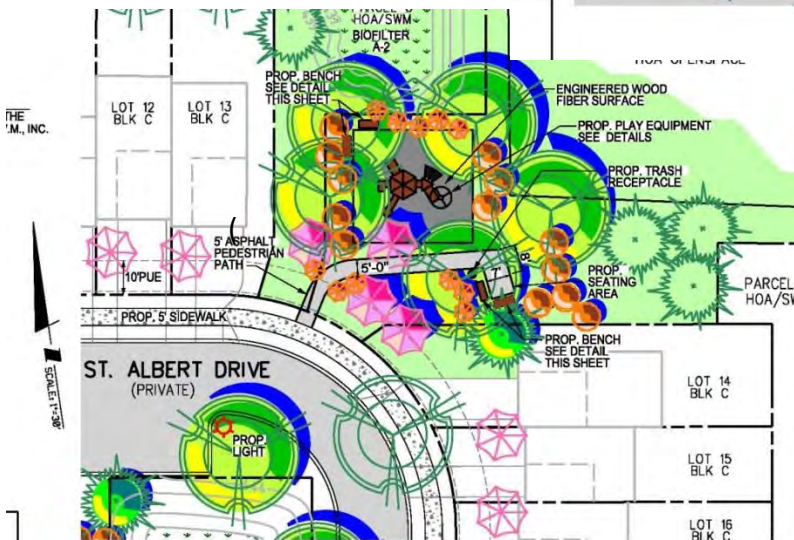 HOA/SWM
BIOFILTER
A-2
HOA OPENSPACE
PROP. BENCH
SEE DETAIL
THIS SHEET
ENGINEERED WOOD
FIBER SURFACE
LOT 12
BLK C
LOT 13
BLK C
THE
.M., INC.
PROP. PLAY EQUIPMENT
SEE DETAILS
PROP. TRASH
RECEPTACLE
5' ASPHALT
PEDESTRIAN
PATH
5'-0"
7'
8'
PROP.
SEATING
AREA
10'PUE
PARCEL
HOA/SW
PROP. 5' SIDEWALK
PROP. BENCH
SEE DETAIL
THIS SHEET
ST. ALBERT DRIVE
(PRIVATE)
SCALE: 1"=30'
LOT 14
BLK C
PROP.
LIGHT
LOT 15
BLK C
LOT 16
BLK C